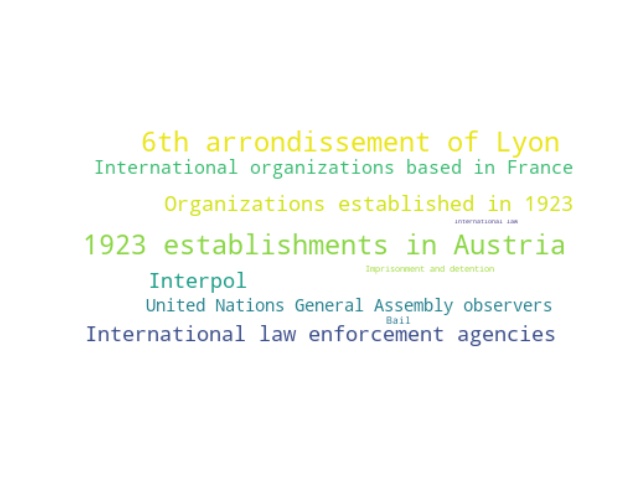 6th arrondissement of Lyon
International organizations based in France
Organizations established in 1923
international law
1923 establishments in Austria
Imprisonment and detention
Interpol
United Nations General Assembly observers
Bail
International law enforcement agencies